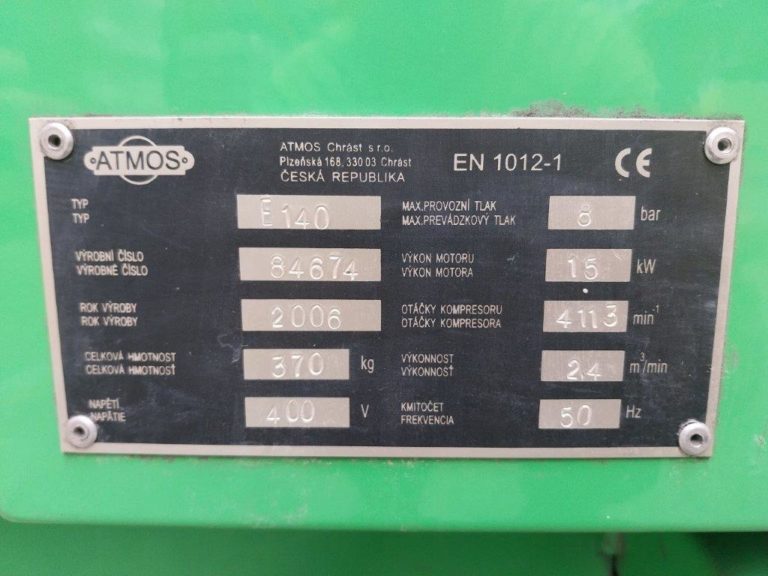 ATMOS
ATMOS Chrást s.r.o.
Plzeňská 168, 330 03 Chrást
ČESKÁ REPUBLIKA
EN 1012-1
CE
TYP
TYP
E 140
MAX.PROVOZNÍ TLAK
MAX.PREVÁDZKOVÝ TLAK
8 bar
VÝROBNÍ ČÍSLO
VÝROBNÉ ČÍSLO
84674
VÝKON MOTORU
VÝKON MOTORA
15 kW
ROK VÝROBY
ROK VÝROBY
2006
OTÁČKY KOMPRESORU
OTÁČKY KOMPRESORA
4113 min⁻¹
CELKOVÁ HMOTNOST
CELKOVÁ HMOTNOSŤ
370 kg
VÝKONNOST
VÝKONNOSŤ
2.4 m³/min
NAPĚTÍ
NAPÄTIE
400 V
KMITOČET
FREKVENCIA
50 Hz